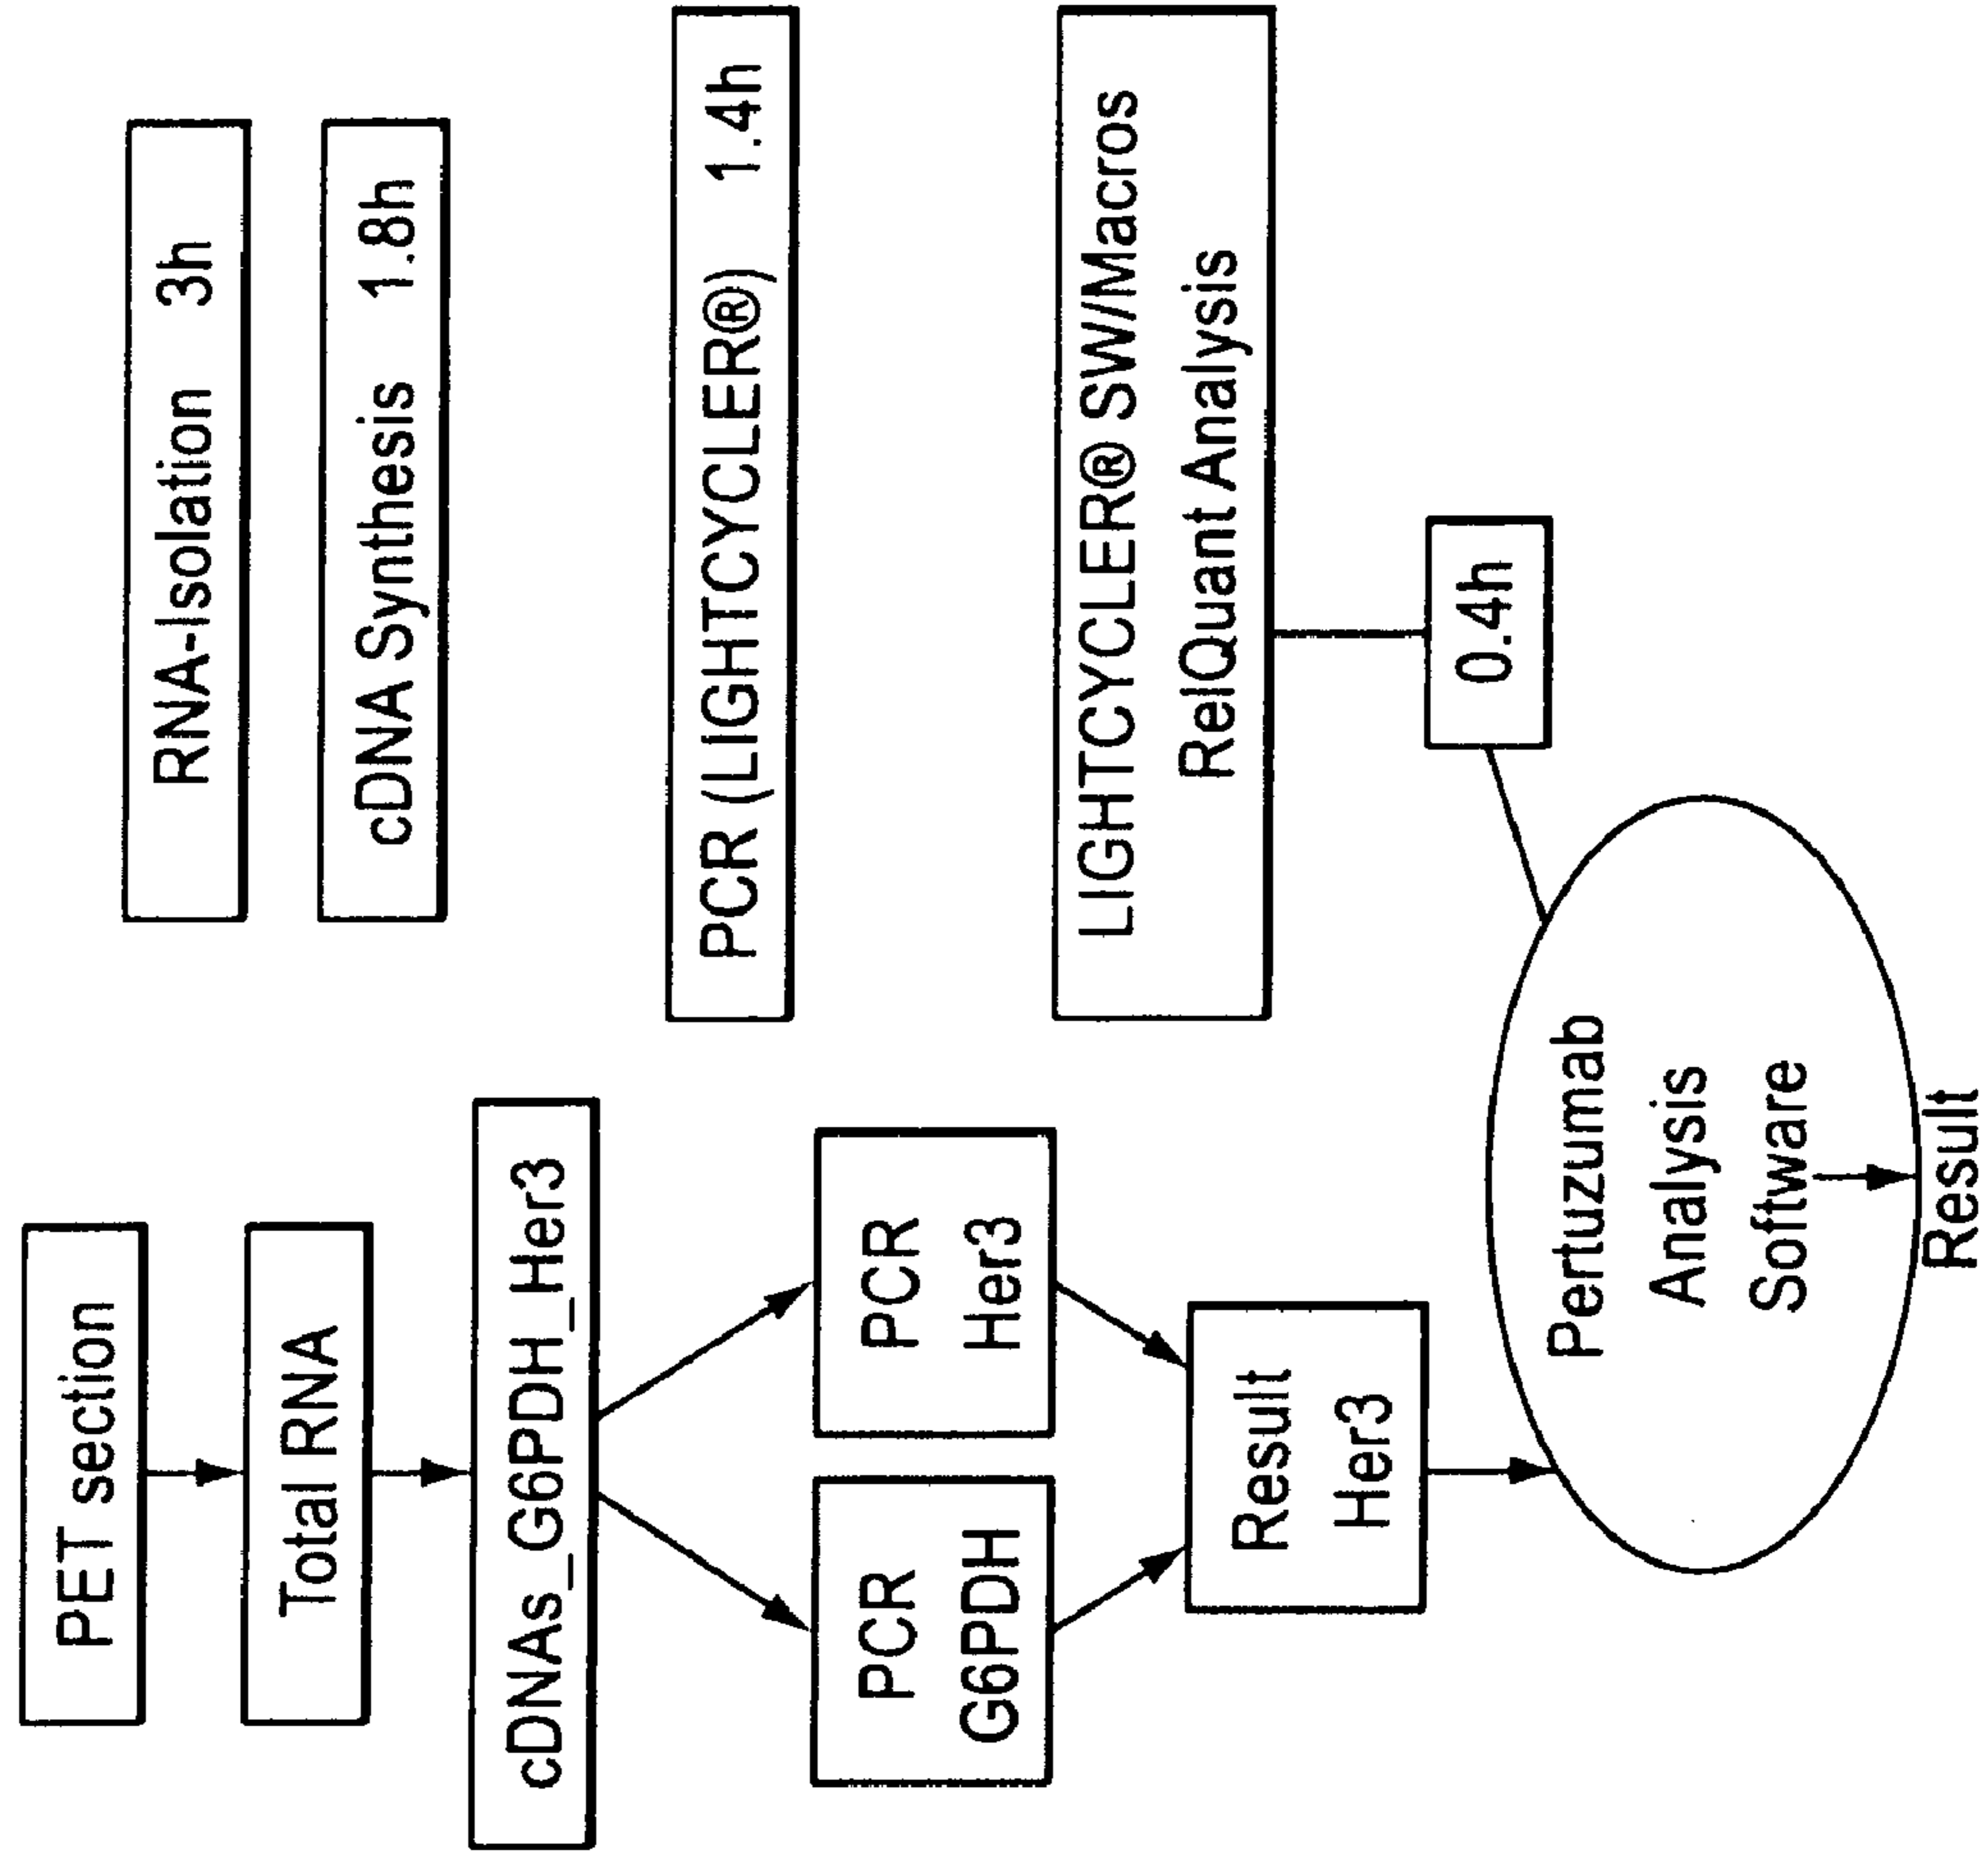 PET section
Total RNA
cDNAs_G6PDH_Her3
PCR
G6PDH
PCR
Her3
Result
Her3
Pertuzumab
Analysis
Software
Result
RNA-Isolation 3h
cDNA Synthesis 1.8h
PCR (LIGHTCYCLER®) 1.4h
LIGHTCYCLER® SW/Macros
RelQuant Analysis
0.4h